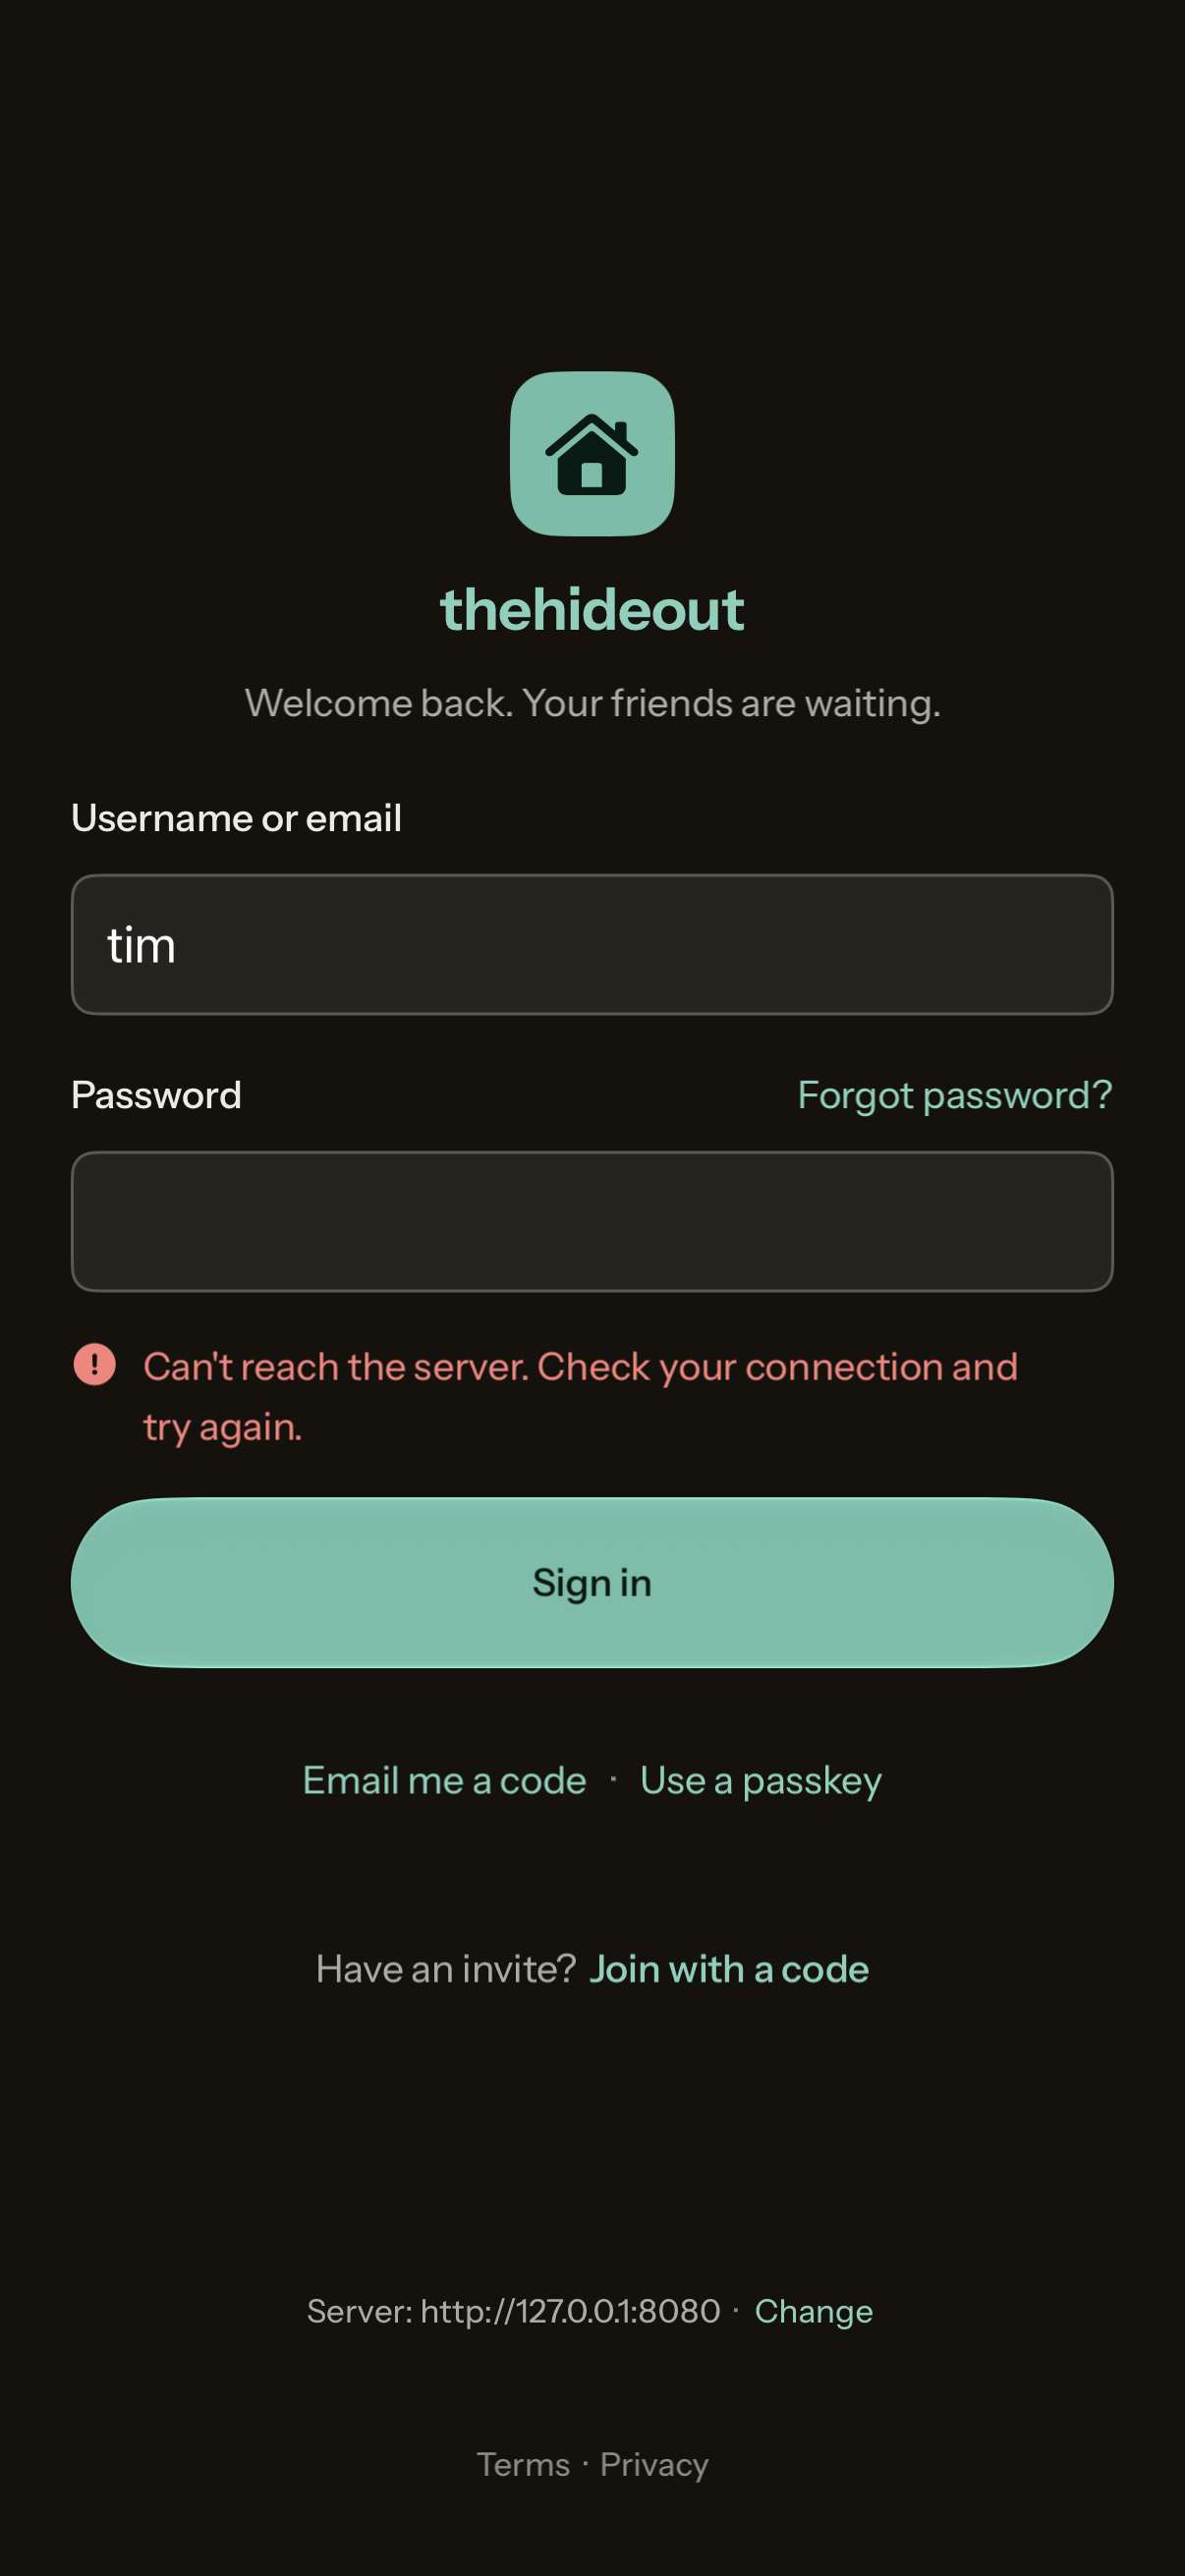 thehideout
Welcome back. Your friends are waiting.
Username or email
tim
Password
Forgot password?
Can't reach the server. Check your connection and
try again.
Sign in
Email me a code · Use a passkey
Have an invite? Join with a code
Server: http://127.0.0.1:8080 · Change
Terms · Privacy